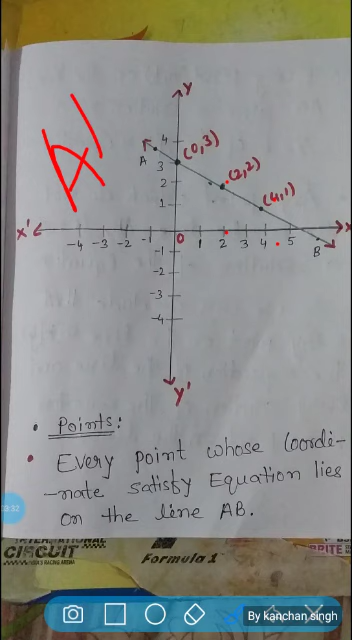 A/
Y
4
A
3
(0,3)
2
(2,2)
1
(4,1)
X'
-4 -3 -2 -1
0
1 2 3 4 5
X
B
-1
-2
-3
-4
Y'
• Points:
• Every point whose Coordi-
-nate satisfy Equation lies
on the line AB.
INTERNATIONAL
CIRCUIT
Formula 1
By kanchan singh